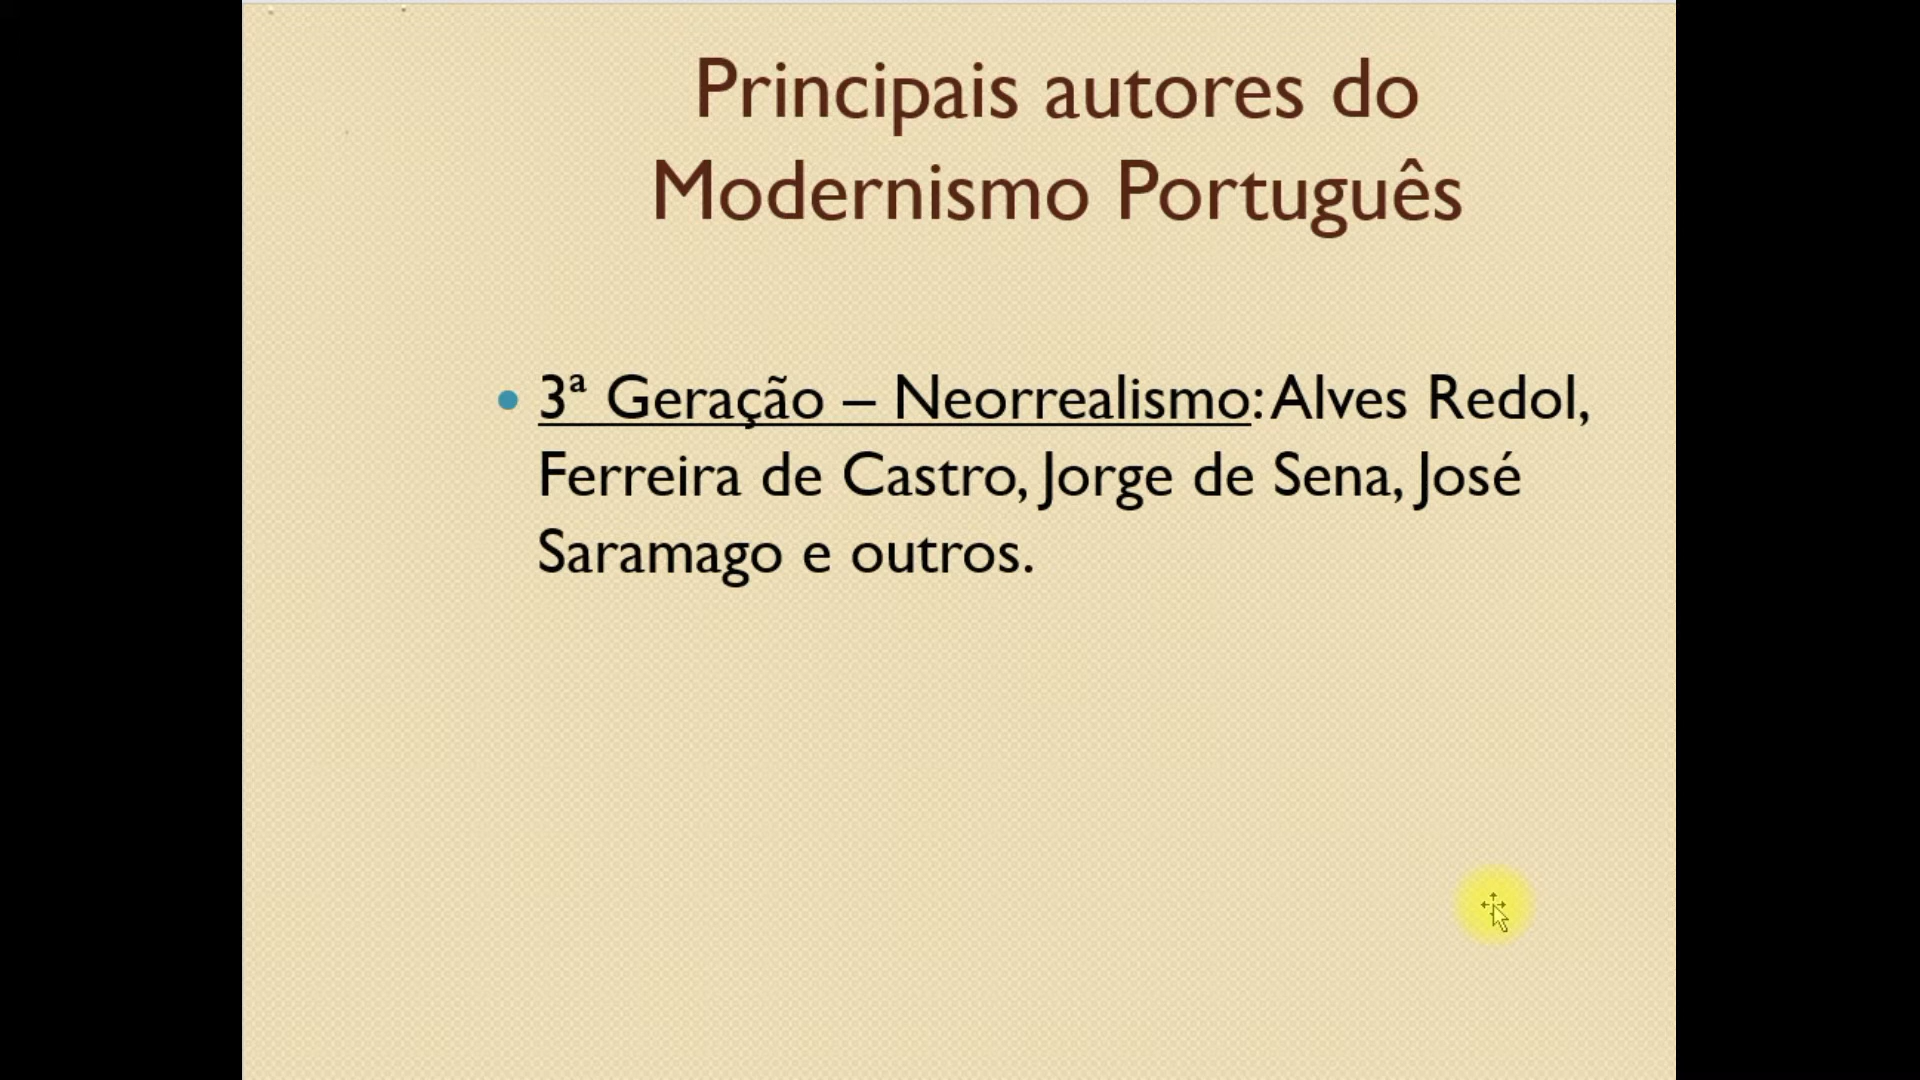 Principais autores do
Modernismo Português
3ª Geração – Neorrealismo: Alves Redol,
Ferreira de Castro, Jorge de Sena, José
Saramago e outros.